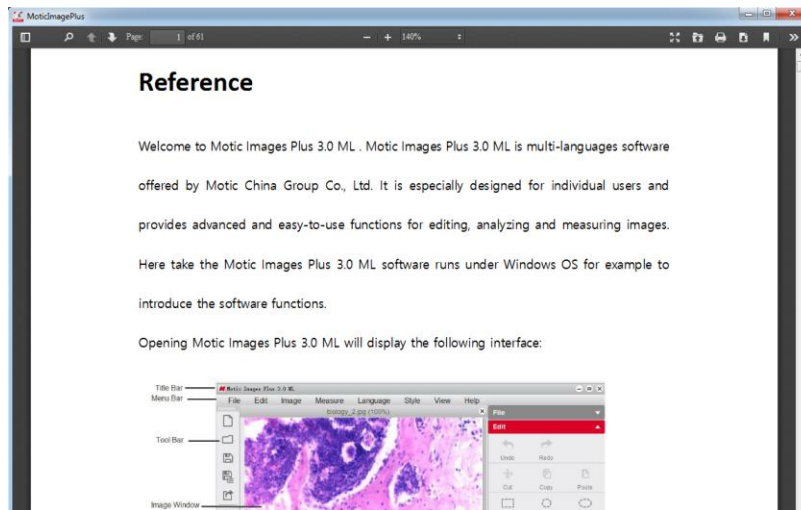 MoticImagePlus
Page: 1 of 61
140%
Reference
Welcome to Motic Images Plus 3.0 ML . Motic Images Plus 3.0 ML is multi-languages software
offered by Motic China Group Co., Ltd. It is especially designed for individual users and
provides advanced and easy-to-use functions for editing, analyzing and measuring images.
Here take the Motic Images Plus 3.0 ML software runs under Windows OS for example to
introduce the software functions.
Opening Motic Images Plus 3.0 ML will display the following interface:
Title Bar
Motic Images Plus 3.0 ML
Menu Bar
File Edit Image Measure Language Style View Help
biology_2.jpg (100%)
File
Edit
Tool Bar
Undo Redo
Cut Copy Paste
Image Window